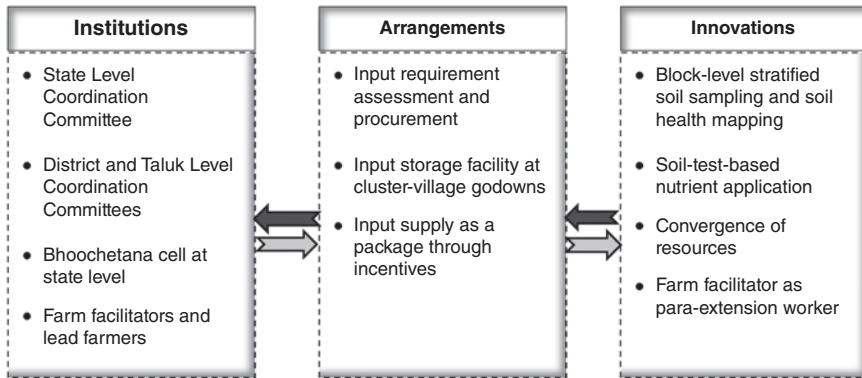 Institutions
• State Level
Coordination
Committee
• District and Taluk Level
Coordination
Committees
• Bhoochetana cell at
state level
• Farm facilitators and
lead farmers
Arrangements
• Input requirement
assessment and
procurement
• Input storage facility at
cluster-village godowns
• Input supply as a
package through
incentives
Innovations
• Block-level stratified
soil sampling and soil
health mapping
• Soil-test-based
nutrient application
• Convergence of
resources
• Farm facilitator as
para-extension worker